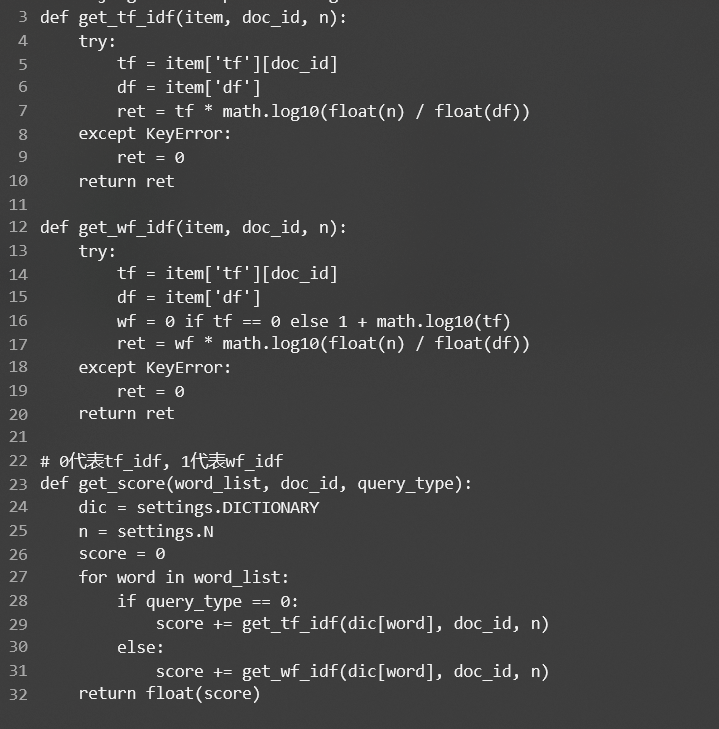 3 def get_tf_idf(item, doc_id, n):
4     try:
5         tf = item['tf'][doc_id]
6         df = item['df']
7         ret = tf * math.log10(float(n) / float(df))
8     except KeyError:
9         ret = 0
10     return ret
11
12 def get_wf_idf(item, doc_id, n):
13     try:
14         tf = item['tf'][doc_id]
15         df = item['df']
16         wf = 0 if tf == 0 else 1 + math.log10(tf)
17         ret = wf * math.log10(float(n) / float(df))
18     except KeyError:
19         ret = 0
20     return ret
21
22 # 0代表tf_idf, 1代表wf_idf
23 def get_score(word_list, doc_id, query_type):
24     dic = settings.DICTIONARY
25     n = settings.N
26     score = 0
27     for word in word_list:
28         if query_type == 0:
29             score += get_tf_idf(dic[word], doc_id, n)
30         else:
31             score += get_wf_idf(dic[word], doc_id, n)
32     return float(score)